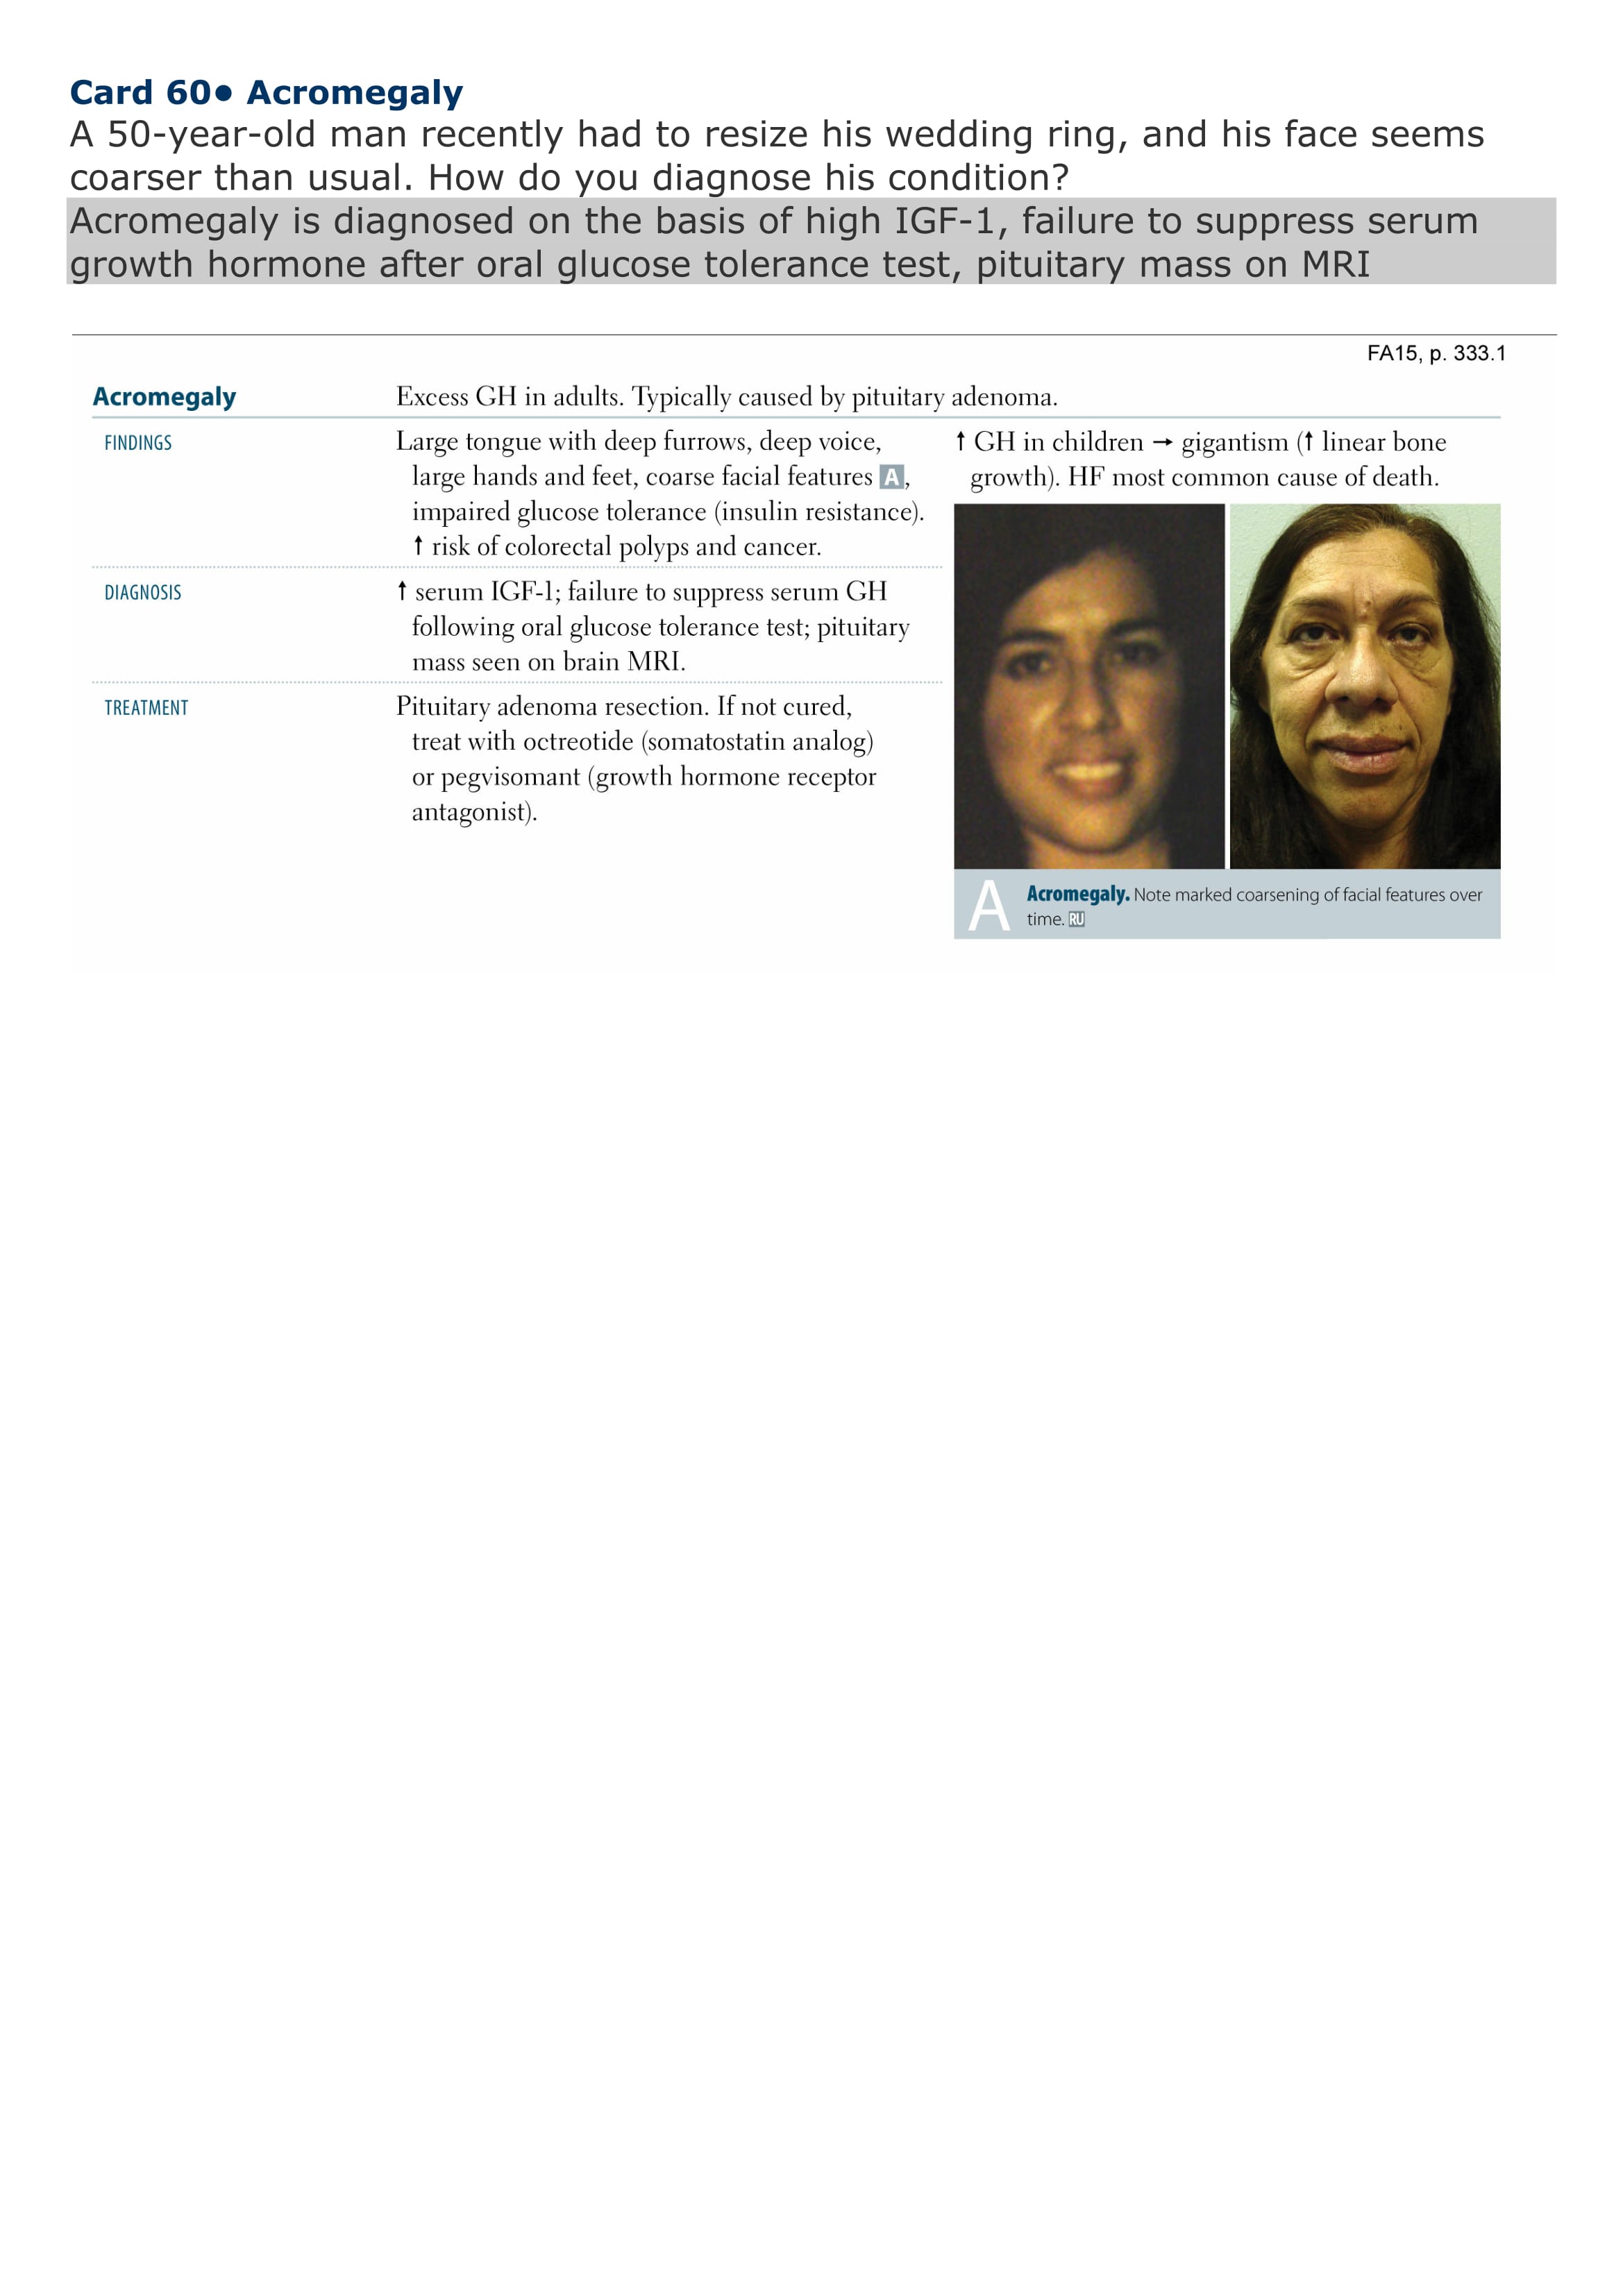 Card 60• Acromegaly
A 50-year-old man recently had to resize his wedding ring, and his face seems
coarser than usual. How do you diagnose his condition?
Acromegaly is diagnosed on the basis of high IGF-1, failure to suppress serum
growth hormone after oral glucose tolerance test, pituitary mass on MRI
FA15, p. 333.1
Acromegaly
Excess GH in adults. Typically caused by pituitary adenoma.
FINDINGS
Large tongue with deep furrows, deep voice,
large hands and feet, coarse facial features A,
impaired glucose tolerance (insulin resistance).
↑ risk of colorectal polyps and cancer.
↑ GH in children → gigantism (↑ linear bone
growth). HF most common cause of death.
DIAGNOSIS
↑ serum IGF-1; failure to suppress serum GH
following oral glucose tolerance test; pituitary
mass seen on brain MRI.
TREATMENT
Pituitary adenoma resection. If not cured,
treat with octreotide (somatostatin analog)
or pegvisomant (growth hormone receptor
antagonist).
A
Acromegaly. Note marked coarsening of facial features over
time. RU